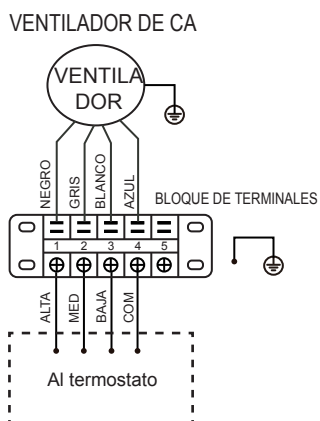 VENTILADOR DE CA
VENTILA
DOR
NEGRO
GRIS
BLANCO
AZUL
BLOQUE DE TERMINALES
1 2 3 4 5
ALTA
MED
BAJA
COM
Al termostato